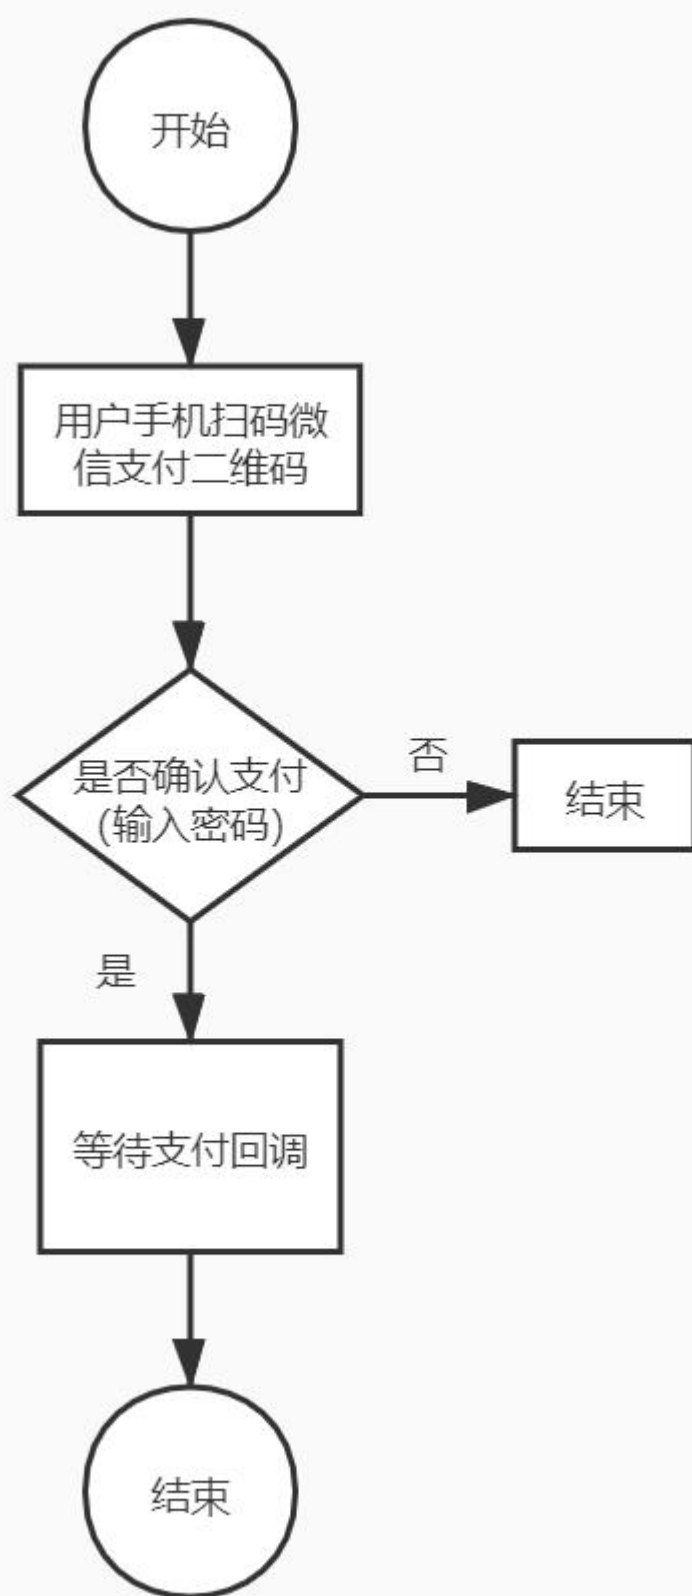 开始
用户手机扫码微
信支付二维码
是否确认支付
(输入密码)
否
结束
是
等待支付回调
结束